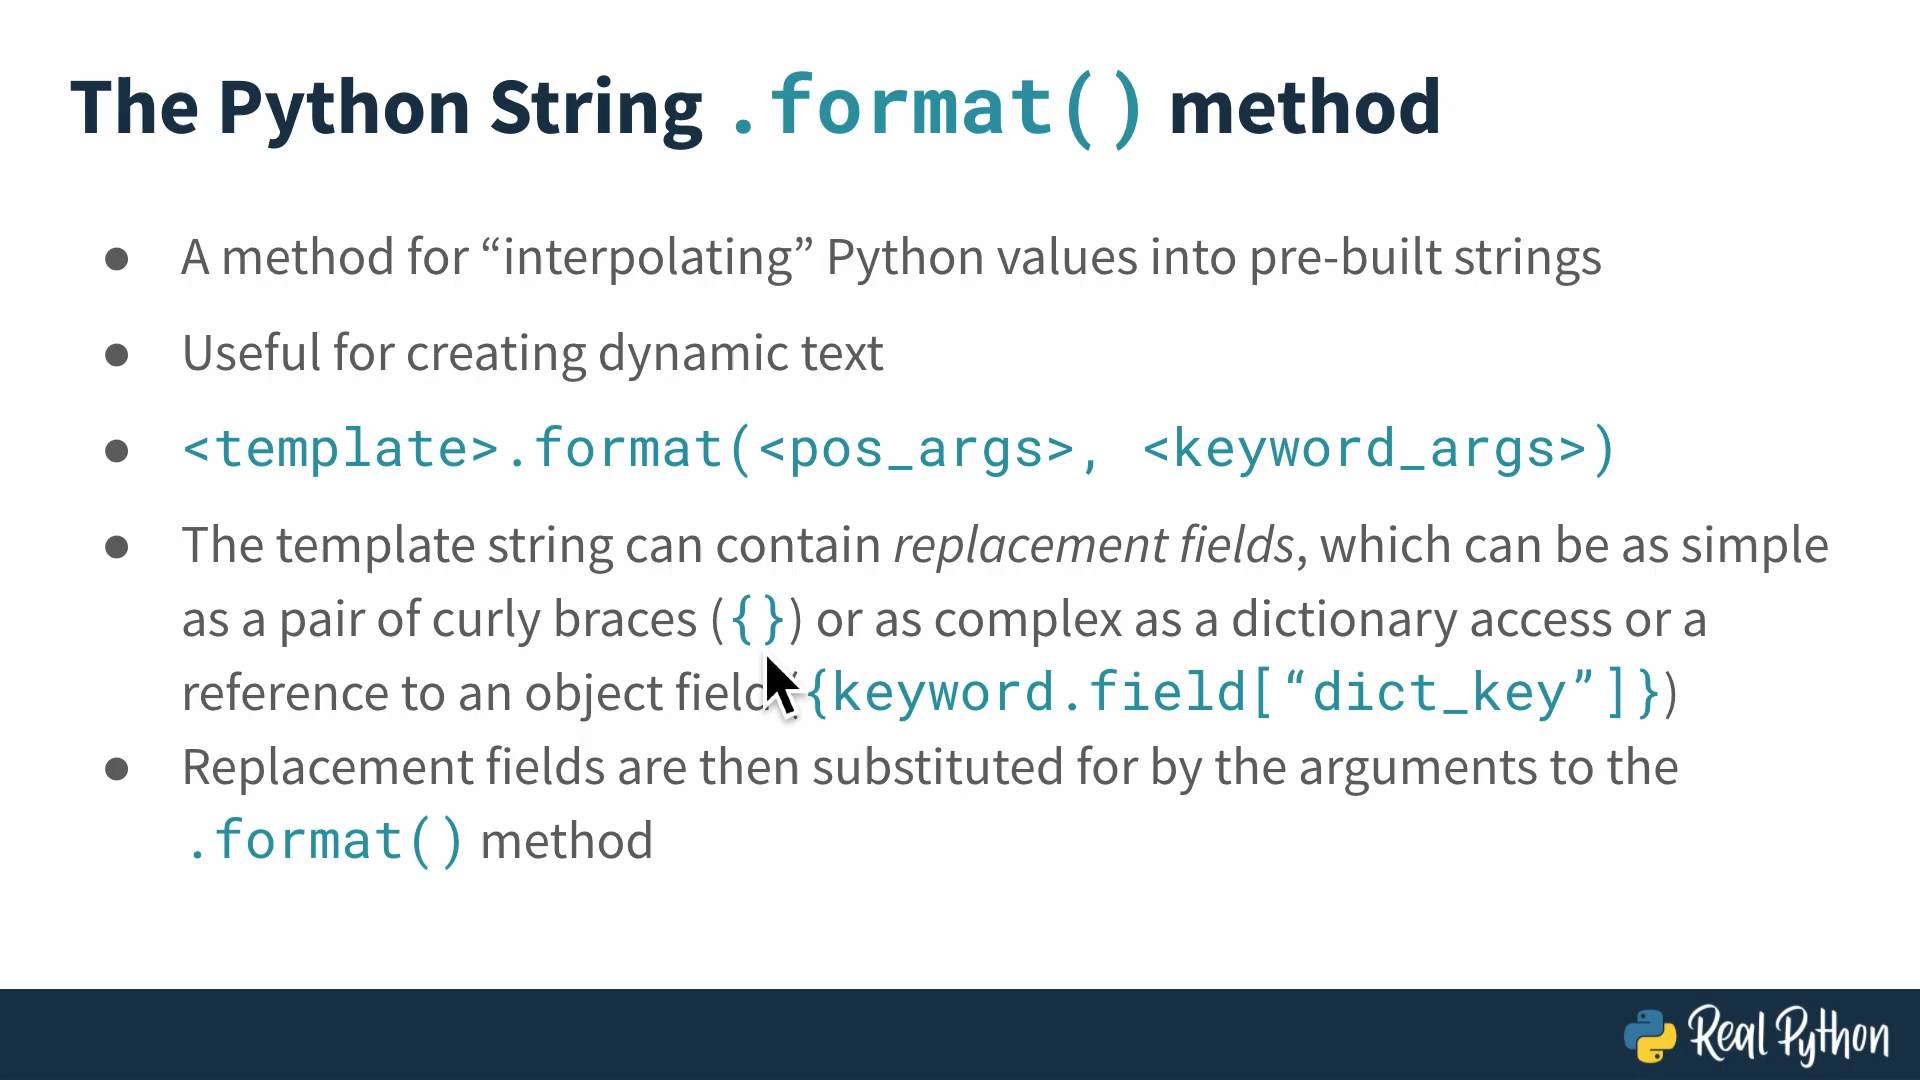 The Python String .format() method
● A method for “interpolating” Python values into pre-built strings
● Useful for creating dynamic text
● <template>.format(<pos_args>, <keyword_args>)
● The template string can contain replacement fields, which can be as simple
as a pair of curly braces ({}) or as complex as a dictionary access or a
reference to an object field ({keyword.field[“dict_key”]})
● Replacement fields are then substituted for by the arguments to the
.format() method
Real Python